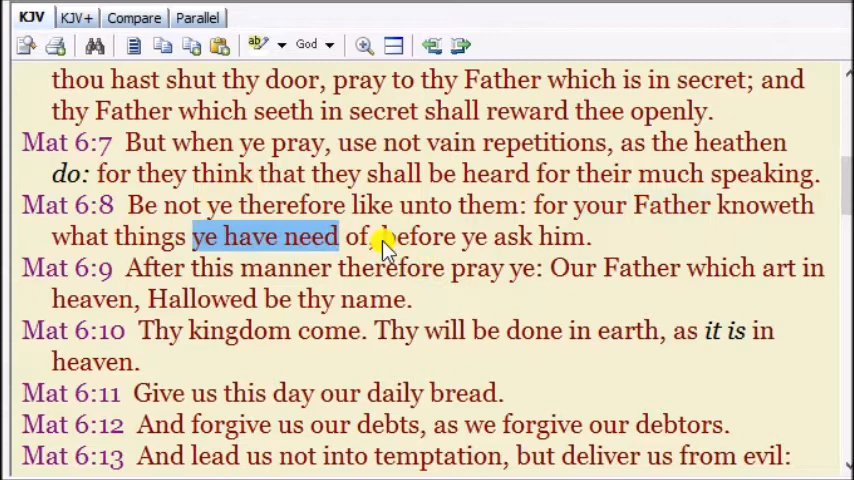 KJV KJV+ Compare Parallel
God
thou hast shut thy door, pray to thy Father which is in secret; and
thy Father which seeth in secret shall reward thee openly.
Mat 6:7 But when ye pray, use not vain repetitions, as the heathen
do: for they think that they shall be heard for their much speaking.
Mat 6:8 Be not ye therefore like unto them: for your Father knoweth
what things ye have need of, before ye ask him.
Mat 6:9 After this manner therefore pray ye: Our Father which art in
heaven, Hallowed be thy name.
Mat 6:10 Thy kingdom come. Thy will be done in earth, as it is in
heaven.
Mat 6:11 Give us this day our daily bread.
Mat 6:12 And forgive us our debts, as we forgive our debtors.
Mat 6:13 And lead us not into temptation, but deliver us from evil: